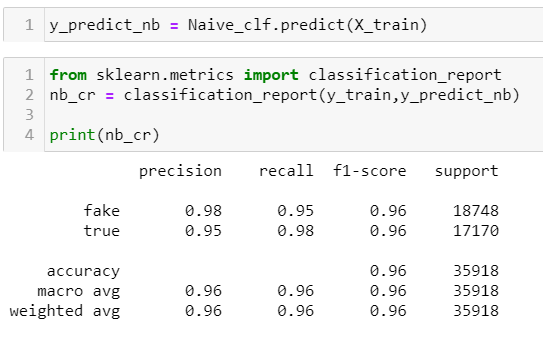 1 y_predict_nb = Naive_clf.predict(X_train)
1 from sklearn.metrics import classification_report
2 nb_cr = classification_report(y_train,y_predict_nb)
3
4 print(nb_cr)
precision recall f1-score support
fake 0.98 0.95 0.96 18748
true 0.95 0.98 0.96 17170
accuracy 0.96 35918
macro avg 0.96 0.96 0.96 35918
weighted avg 0.96 0.96 0.96 35918